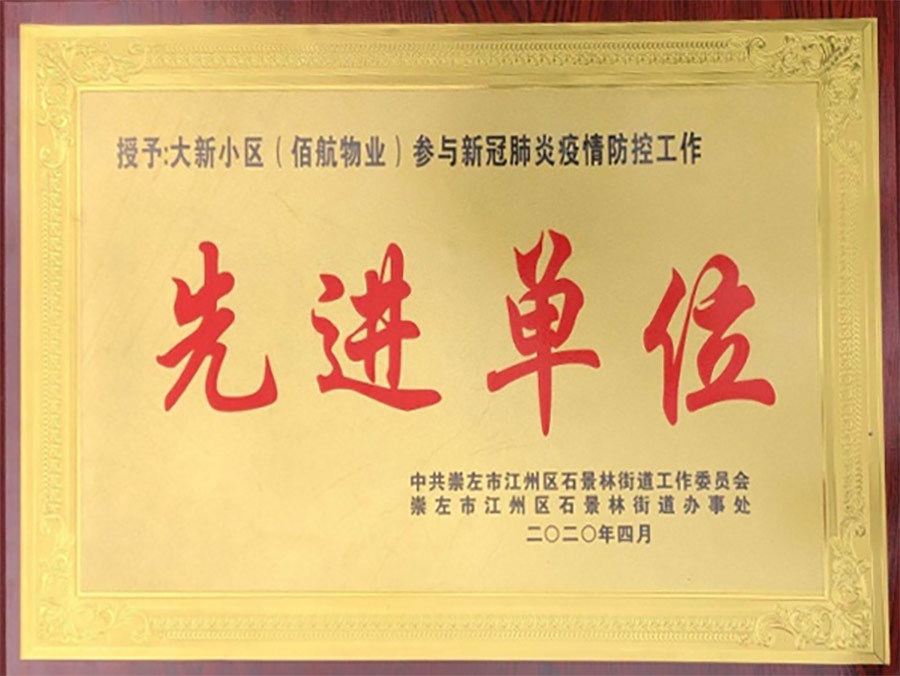 授予:大新小区（佰航物业）参与新冠肺炎疫情防控工作
先进单位
中共崇左市江州区石景林街道工作委员会
崇左市江州区石景林街道办事处
二〇二〇年四月